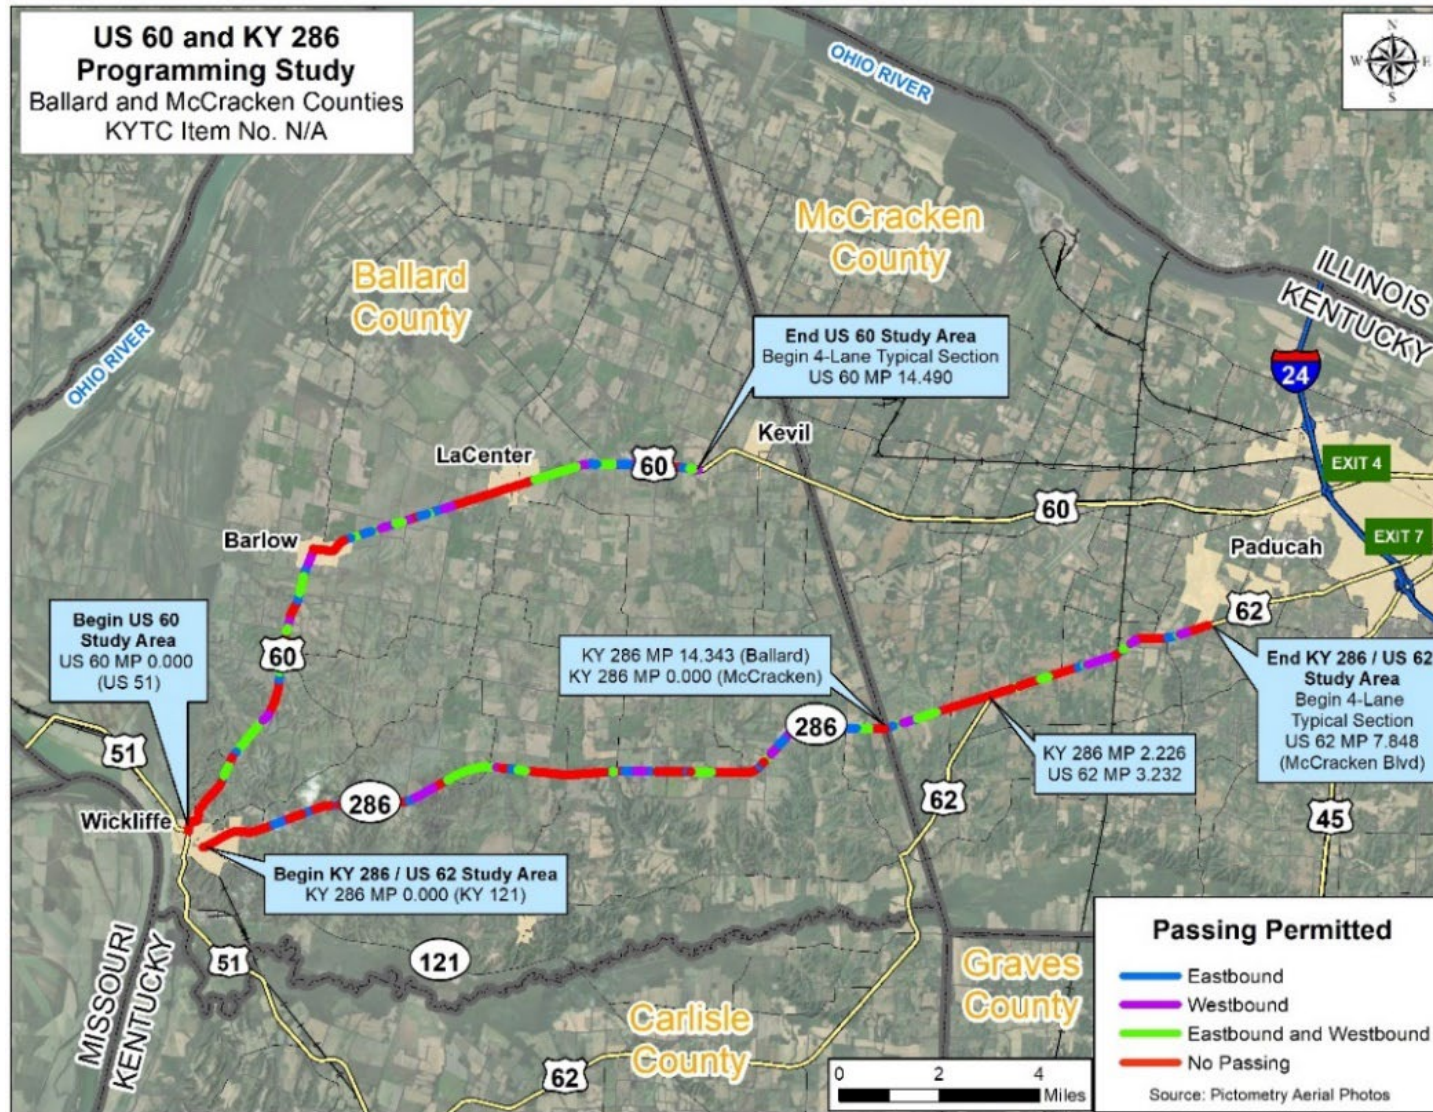 US 60 and KY 286
Programming Study
Ballard and McCracken Counties
KYTC Item No. N/A
N
W E
S
OHIO RIVER
McCracken
County
Ballard
County
ILLINOIS
KENTUCKY
OHIO RIVER
End US 60 Study Area
Begin 4-Lane Typical Section
US 60 MP 14.490
24
Kevil
LaCenter
60
EXIT 4
60
Barlow
EXIT 7
Paducah
62
Begin US 60
Study Area
US 60 MP 0.000
(US 51)
60
KY 286 MP 14.343 (Ballard)
KY 286 MP 0.000 (McCracken)
End KY 286 / US 62
Study Area
Begin 4-Lane
Typical Section
US 62 MP 7.848
(McCracken Blvd)
286
51
KY 286 MP 2.226
US 62 MP 3.232
286
62
Wickliffe
45
Begin KY 286 / US 62 Study Area
KY 286 MP 0.000 (KY 121)
MISSOURI
KENTUCKY
51
121
Graves
County
Carlisle
County
62
Passing Permitted
Eastbound
Westbound
Eastbound and Westbound
No Passing
Source: Pictometry Aerial Photos
0 2 4
Miles